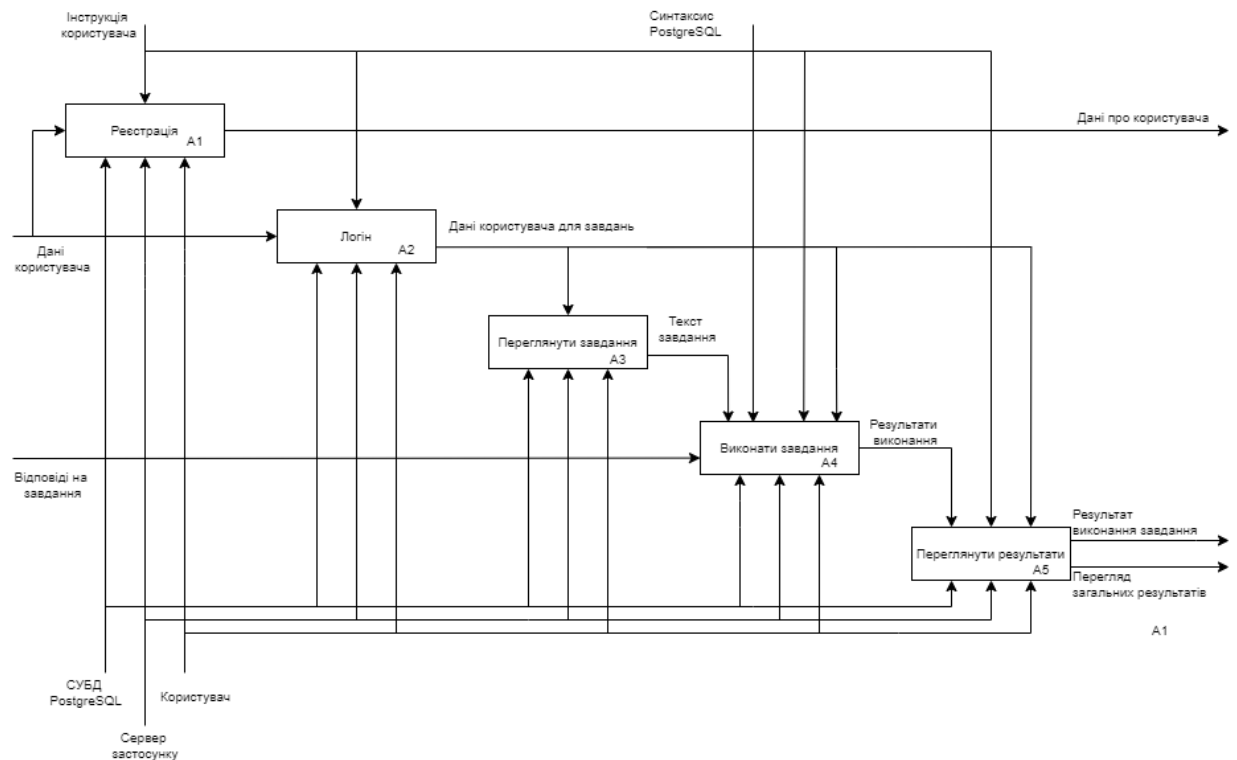 Інструкція
користувача
Синтаксис
PostgreSQL
Реєстрація
A1
Дані про користувача
Логін
A2
Дані користувача для завдань
Дані
користувача
Переглянути завдання
A3
Текст
завдання
Виконати завдання
A4
Результати
виконання
Відповіді на
завдання
Переглянути результати
A5
Результат
виконання завдання
Перегляд
загальних результатів
A1
СУБД
PostgreSQL
Користувач
Сервер
застосунку